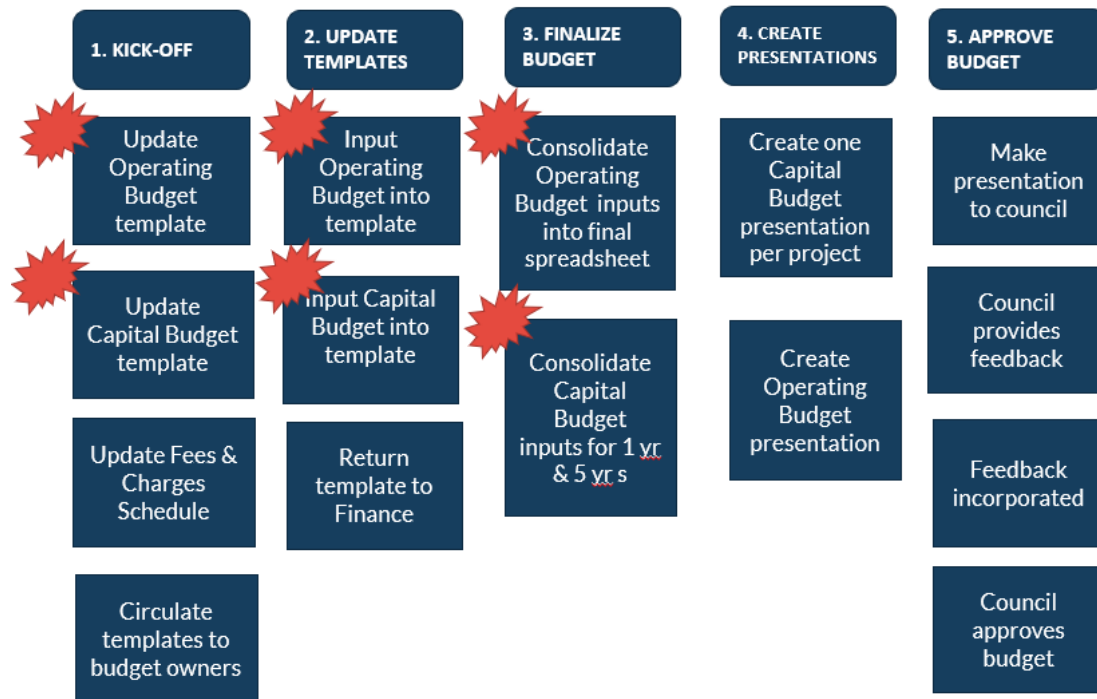 1. KICK-OFF
Update
Operating
Budget
template
Update
Capital Budget
template
Update Fees &
Charges
Schedule
Circulate
templates to
budget owners
2. UPDATE
TEMPLATES
Input
Operating
Budget into
template
Input Capital
Budget into
template
Return
template to
Finance
3. FINALIZE
BUDGET
Consolidate
Operating
Budget inputs
into final
spreadsheet
Consolidate
Capital
Budget
inputs for 1 yr
& 5 yr s
4. CREATE
PRESENTATIONS
Create one
Capital
Budget
presentation
per project
Create
Operating
Budget
presentation
5. APPROVE
BUDGET
Make
presentation
to council
Council
provides
feedback
Feedback
incorporated
Council
approves
budget